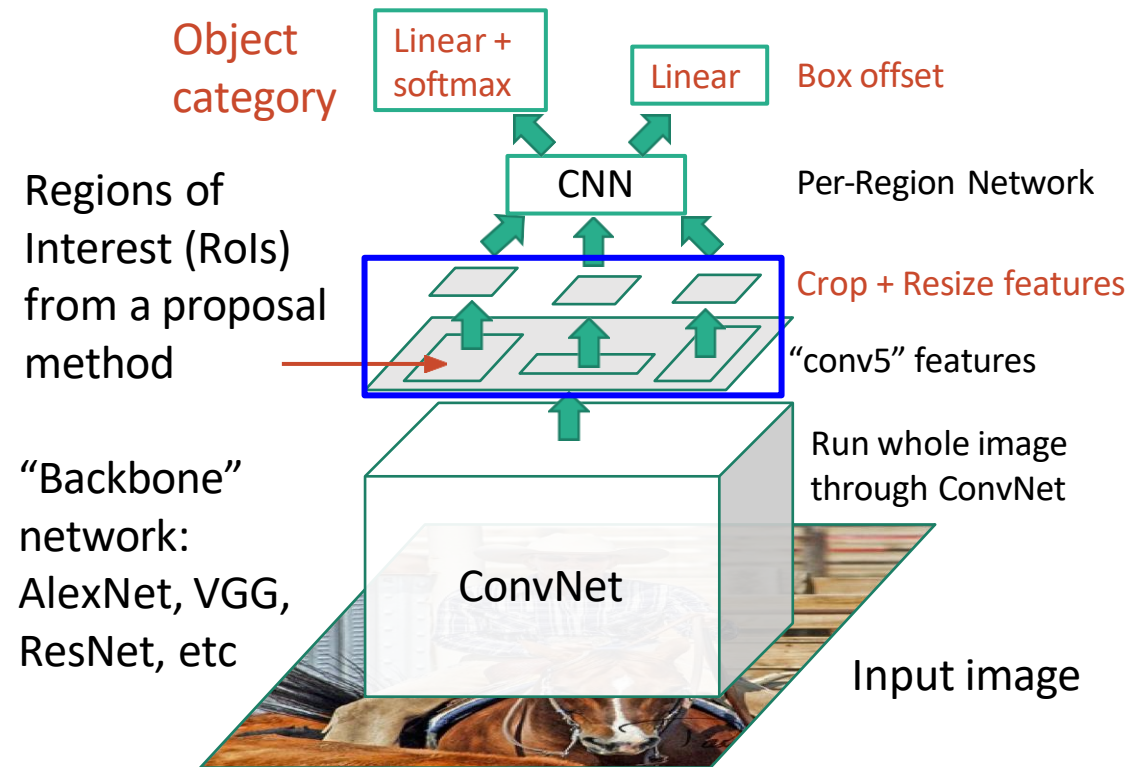 Object
category
Linear +
softmax
Linear
Box offset
CNN
Per-Region Network
Regions of
Interest (RoIs)
from a proposal
method
Crop + Resize features
“conv5” features
Run whole image
through ConvNet
“Backbone”
network:
AlexNet, VGG,
ResNet, etc
ConvNet
Input image